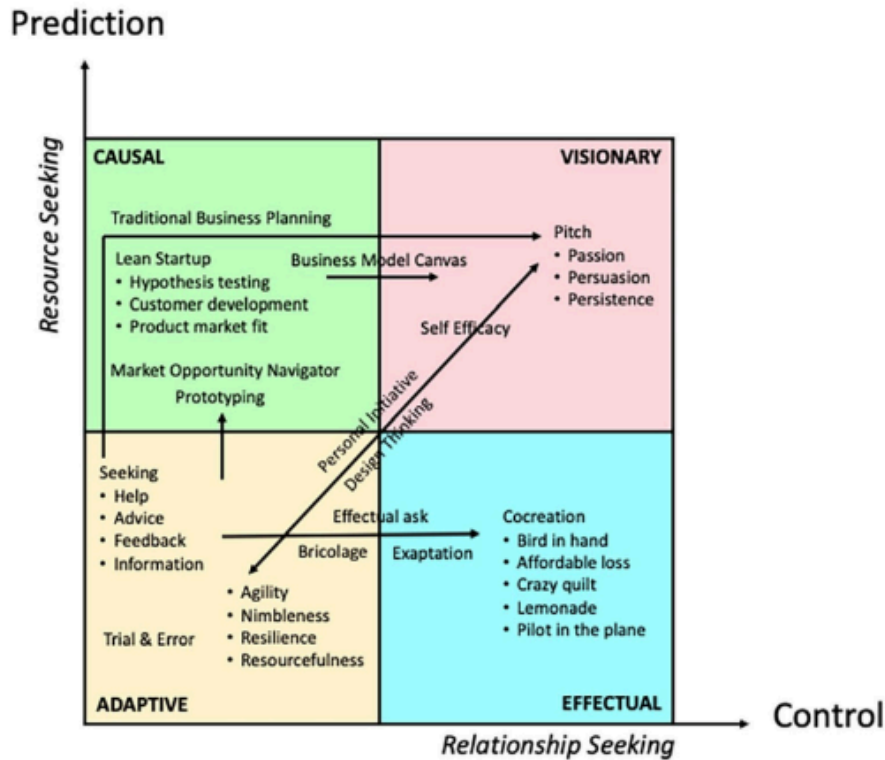 Prediction
Resource Seeking
CAUSAL
VISIONARY
Traditional Business Planning
Lean Startup
• Hypothesis testing
• Customer development
• Product market fit
Business Model Canvas
Pitch
• Passion
• Persuasion
• Persistence
Self Efficacy
Market Opportunity Navigator
Prototyping
Personal Initiative
Design Thinking
Seeking
• Help
• Advice
• Feedback
• Information
Effectual ask
Bricolage
Exaptation
Cocreation
• Bird in hand
• Affordable loss
• Crazy quilt
• Lemonade
• Pilot in the plane
• Agility
• Nimbleness
• Resilience
• Resourcefulness
Trial & Error
ADAPTIVE
EFFECTUAL
Control
Relationship Seeking